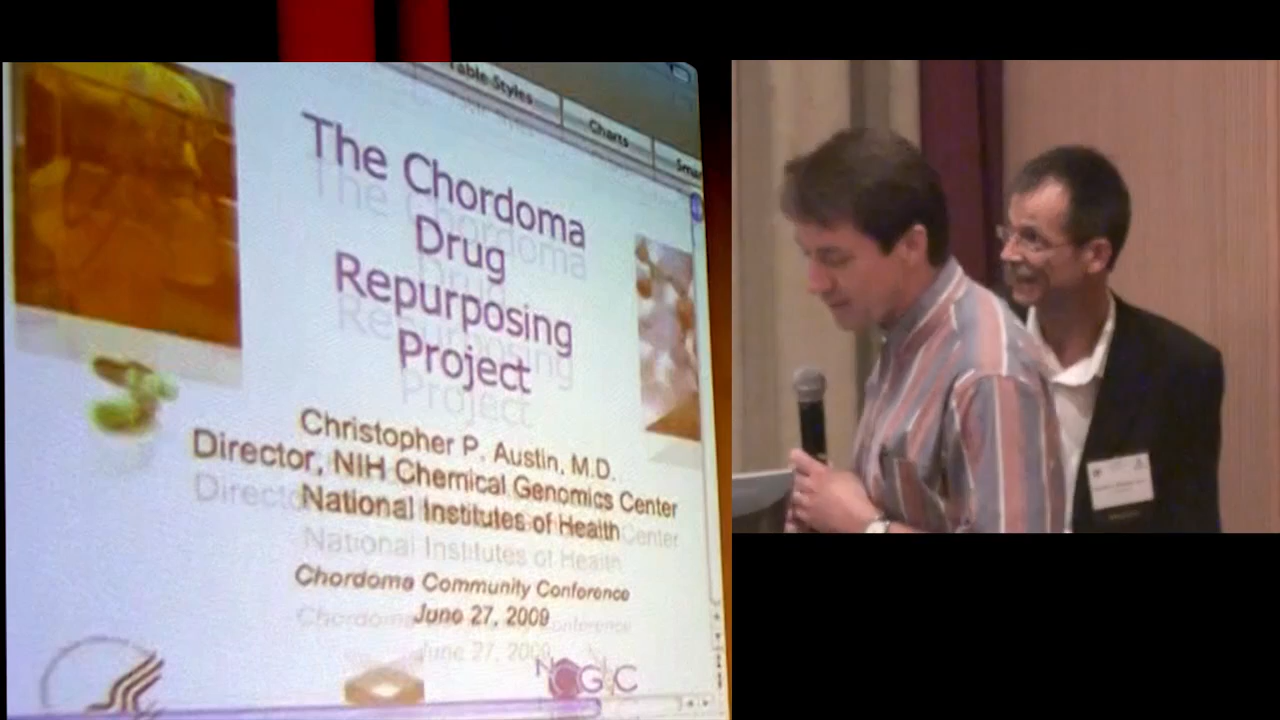 Table Styles
Charts
The Chordoma
Drug
Repurposing
Project
Christopher P. Austin, M.D.
Director, NIH Chemical Genomics Center
National Institutes of Health
Chordoma Community Conference
June 27, 2009
NCGC